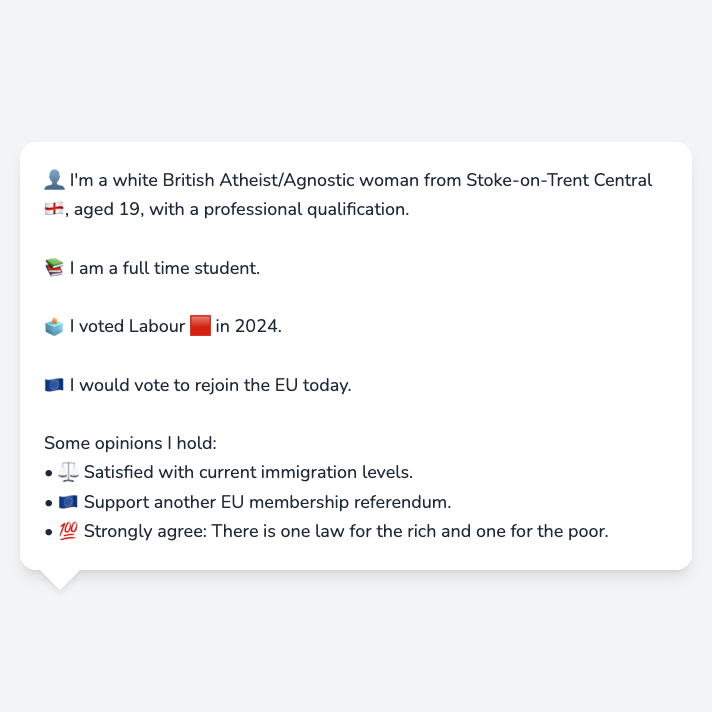 👤 I'm a white British Atheist/Agnostic woman from Stoke-on-Trent Central
🏴󠁧󠁢󠁥󠁮󠁧󠁿, aged 19, with a professional qualification.
📚 I am a full time student.
🗳️ I voted Labour 🟥 in 2024.
🇪🇺 I would vote to rejoin the EU today.
Some opinions I hold:
• ⚖️ Satisfied with current immigration levels.
• 🇪🇺 Support another EU membership referendum.
• 💯 Strongly agree: There is one law for the rich and one for the poor.